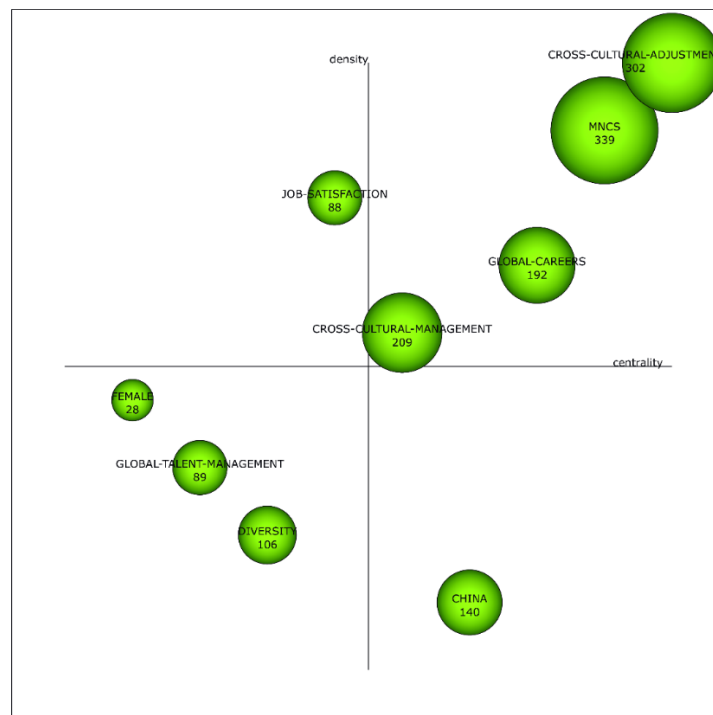 CROSS-CULTURAL-ADJUSTMEN
302
density
MNCS
339
JOB-SATISFACTION
88
GLOBAL-CAREERS
192
CROSS-CULTURAL-MANAGEMENT
209
centrality
FEMALE
28
GLOBAL-TALENT-MANAGEMENT
89
DIVERSITY
106
CHINA
140